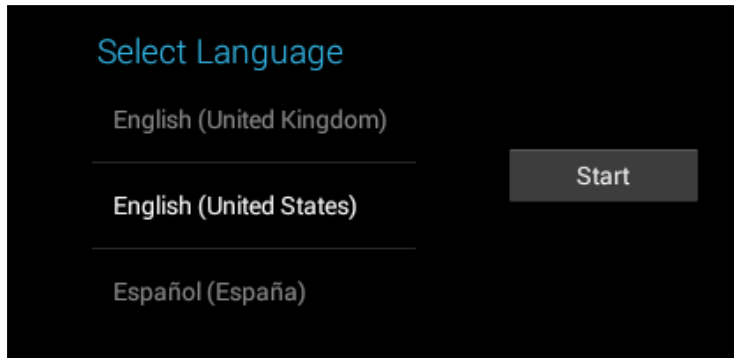 Select Language
English (United Kingdom)
English (United States)
Start
Español (España)